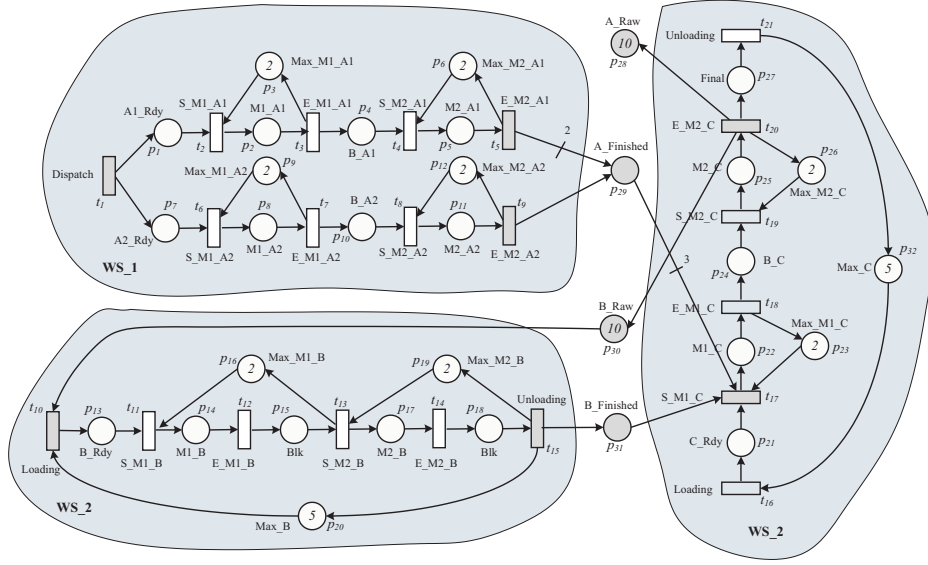 A_Raw
10
p28
t21
Unloading
Final
p27
E_M2_C
t20
M2_C
p25
p26
2
Max_M2_C
S_M2_C
t19
B_C
p24
p32
Max_C
5
E_M1_C
t18
Max_M1_C
2
p23
M1_C
p22
S_M1_C
t17
C_Rdy
p21
Loading
t16
WS_2
2
Max_M1_A1
p3
p6
2
Max_M2_A1
A1_Rdy
S_M1_A1
M1_A1
E_M1_A1
p4
S_M2_A1
M2_A1
E_M2_A1
p1
t2
p2
t3
B_A1
t4
p5
t5
2
Max_M1_A2
p9
2
p12
2
Max_M2_A2
Dispatch
t1
A_Finished
p29
p7
t6
p8
t7
B_A2
t8
p11
t9
A2_Rdy
S_M1_A2
M1_A2
E_M1_A2
p10
S_M2_A2
M2_A2
E_M2_A2
WS_1
3
B_Raw
10
p30
p16
2
Max_M1_B
p19
2
Max_M2_B
Unloading
t10
p13
t11
p14
t12
p15
t13
p17
t14
p18
B_Finished
p31
Loading
B_Rdy
S_M1_B
M1_B
E_M1_B
Blk
S_M2_B
M2_B
E_M2_B
Blk
t15
WS_2
Max_B
5
p20